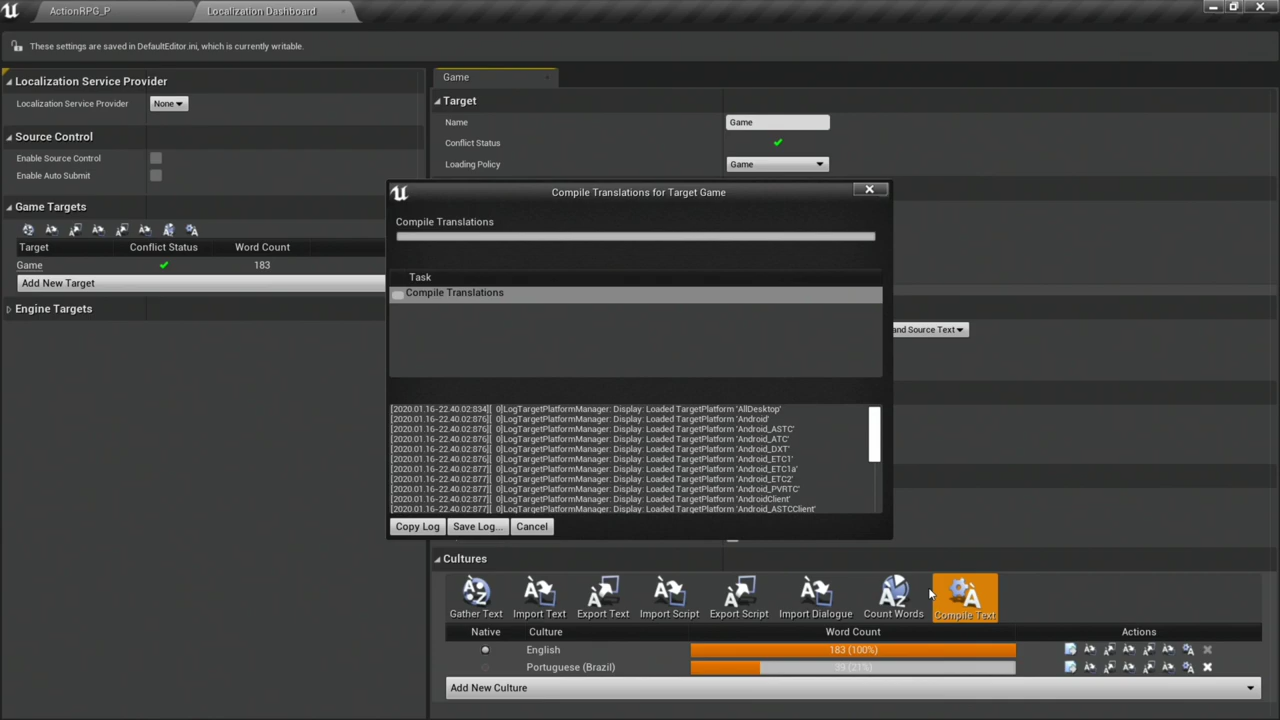 ActionRPG_P
Localization Dashboard
These settings are saved in DefaultEditor.ini, which is currently writable.
Localization Service Provider
Localization Service Provider
None
Source Control
Enable Source Control
Enable Auto Submit
Game Targets
Target
Conflict Status
Word Count
Game
183
Add New Target
Engine Targets
Game
Target
Name
Game
Conflict Status
Loading Policy
Game
and Source Text
Compile Translations for Target Game
Compile Translations
Task
Compile Translations
[2020.01.16-22.40.02:834][  0]LogTargetPlatformManager: Display: Loaded TargetPlatform 'AllDesktop'
[2020.01.16-22.40.02:876][  0]LogTargetPlatformManager: Display: Loaded TargetPlatform 'Android'
[2020.01.16-22.40.02:876][  0]LogTargetPlatformManager: Display: Loaded TargetPlatform 'Android_ASTC'
[2020.01.16-22.40.02:876][  0]LogTargetPlatformManager: Display: Loaded TargetPlatform 'Android_ATC'
[2020.01.16-22.40.02:876][  0]LogTargetPlatformManager: Display: Loaded TargetPlatform 'Android_DXT'
[2020.01.16-22.40.02:876][  0]LogTargetPlatformManager: Display: Loaded TargetPlatform 'Android_ETC1'
[2020.01.16-22.40.02:877][  0]LogTargetPlatformManager: Display: Loaded TargetPlatform 'Android_ETC1a'
[2020.01.16-22.40.02:877][  0]LogTargetPlatformManager: Display: Loaded TargetPlatform 'Android_ETC2'
[2020.01.16-22.40.02:877][  0]LogTargetPlatformManager: Display: Loaded TargetPlatform 'Android_PVRTC'
[2020.01.16-22.40.02:877][  0]LogTargetPlatformManager: Display: Loaded TargetPlatform 'AndroidClient'
[2020.01.16-22.40.02:877][  0]LogTargetPlatformManager: Display: Loaded TargetPlatform 'Android_ASTCClient'
Copy Log
Save Log...
Cancel
Cultures
Gather Text
Import Text
Export Text
Import Script
Export Script
Import Dialogue
Count Words
Compile Text
Native
Culture
Word Count
Actions
English
183 (100%)
Portuguese (Brazil)
39 (21%)
Add New Culture